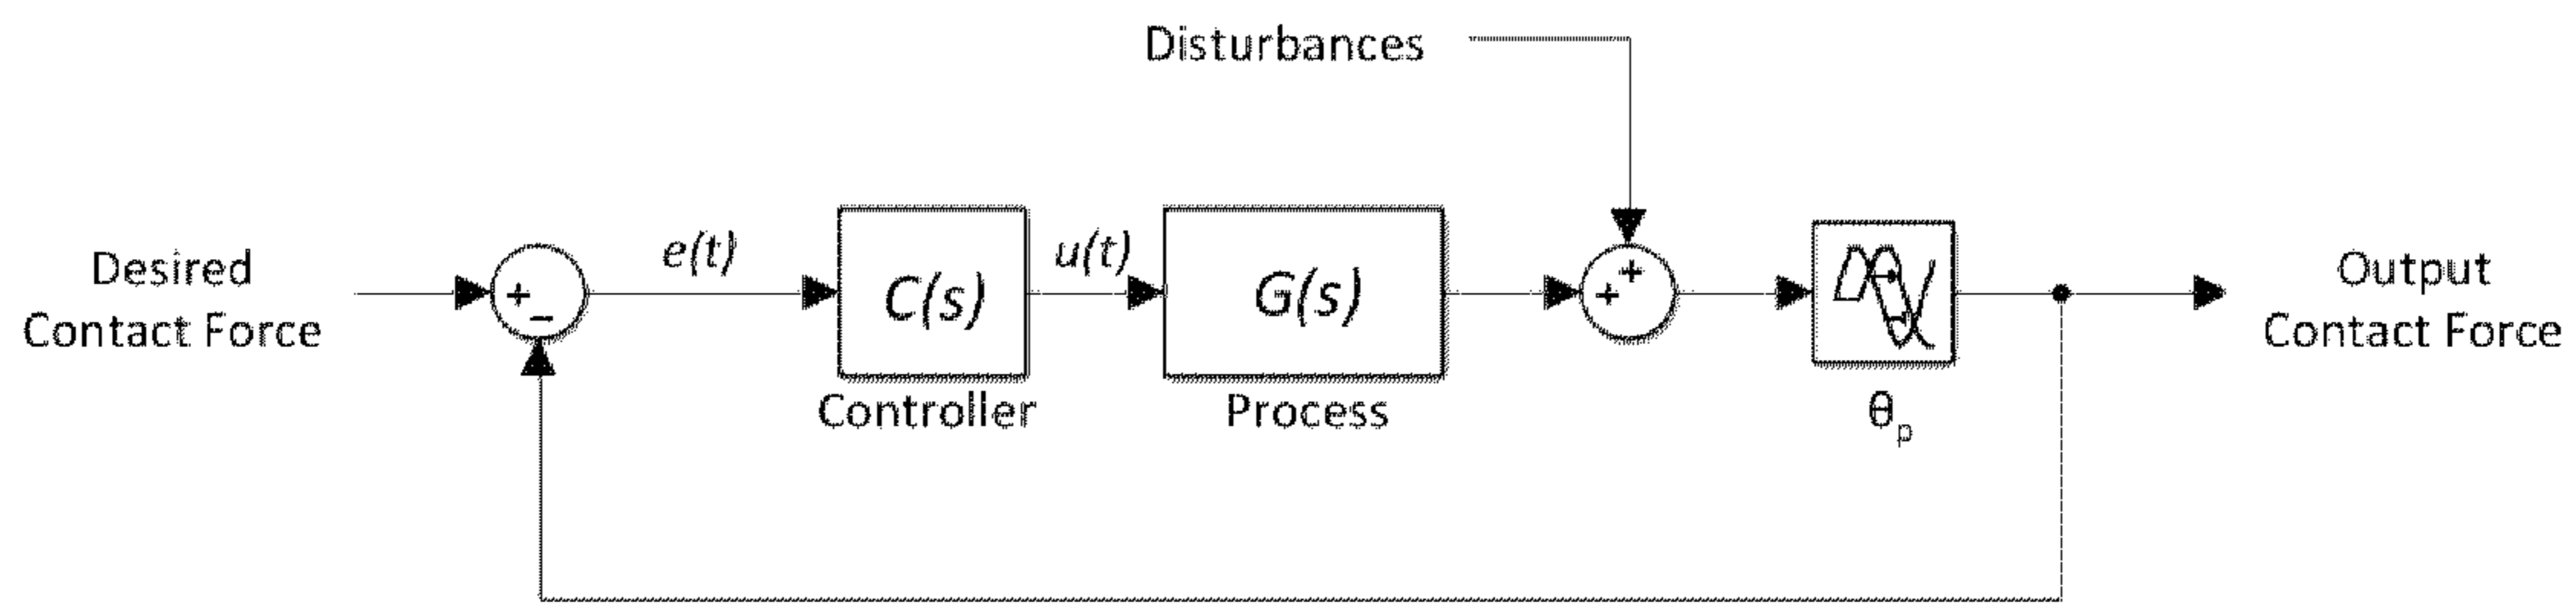 Disturbances
Desired
Contact Force
+
−
e(t)
C(s)
Controller
u(t)
G(s)
Process
+
+
θp
Output
Contact Force